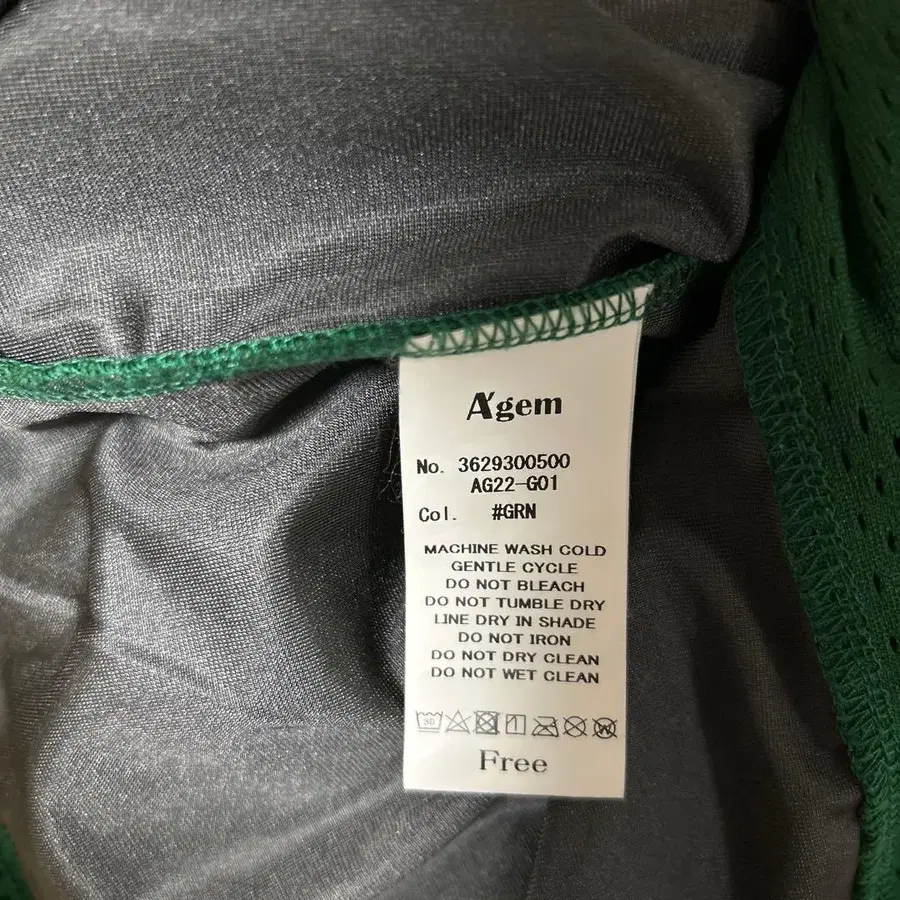 A'gem
No. 3629300500
AG22-G01
Col. #GRN
MACHINE WASH COLD
GENTLE CYCLE
DO NOT BLEACH
DO NOT TUMBLE DRY
LINE DRY IN SHADE
DO NOT IRON
DO NOT DRY CLEAN
DO NOT WET CLEAN
30 W
Free